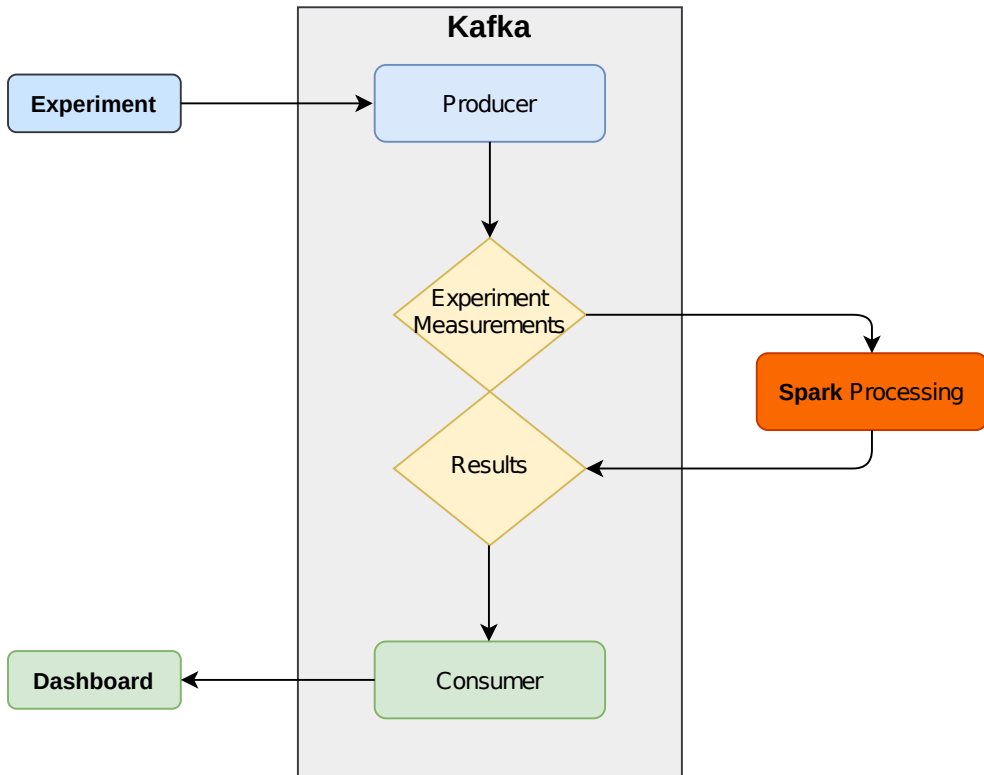 Kafka
Experiment
Producer
Experiment
Measurements
Spark Processing
Results
Dashboard
Consumer